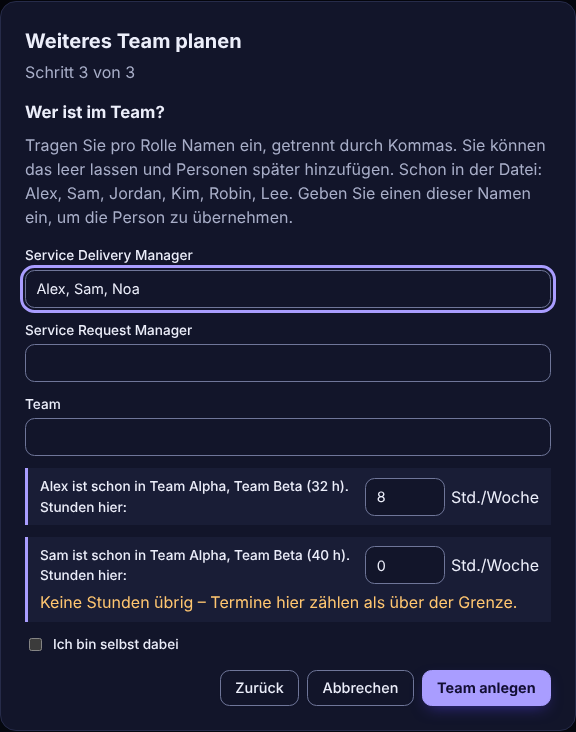 Weiteres Team planen
Schritt 3 von 3
Wer ist im Team?
Tragen Sie pro Rolle Namen ein, getrennt durch Kommas. Sie können
das leer lassen und Personen später hinzufügen. Schon in der Datei:
Alex, Sam, Jordan, Kim, Robin, Lee. Geben Sie einen dieser Namen
ein, um die Person zu übernehmen.
Service Delivery Manager
Alex, Sam, Noa
Service Request Manager
Team
Alex ist schon in Team Alpha, Team Beta (32 h).
Stunden hier:
8 Std./Woche
Sam ist schon in Team Alpha, Team Beta (40 h).
Stunden hier:
0 Std./Woche
Keine Stunden übrig – Termine hier zählen als über der Grenze.
Ich bin selbst dabei
Zurück Abbrechen Team anlegen